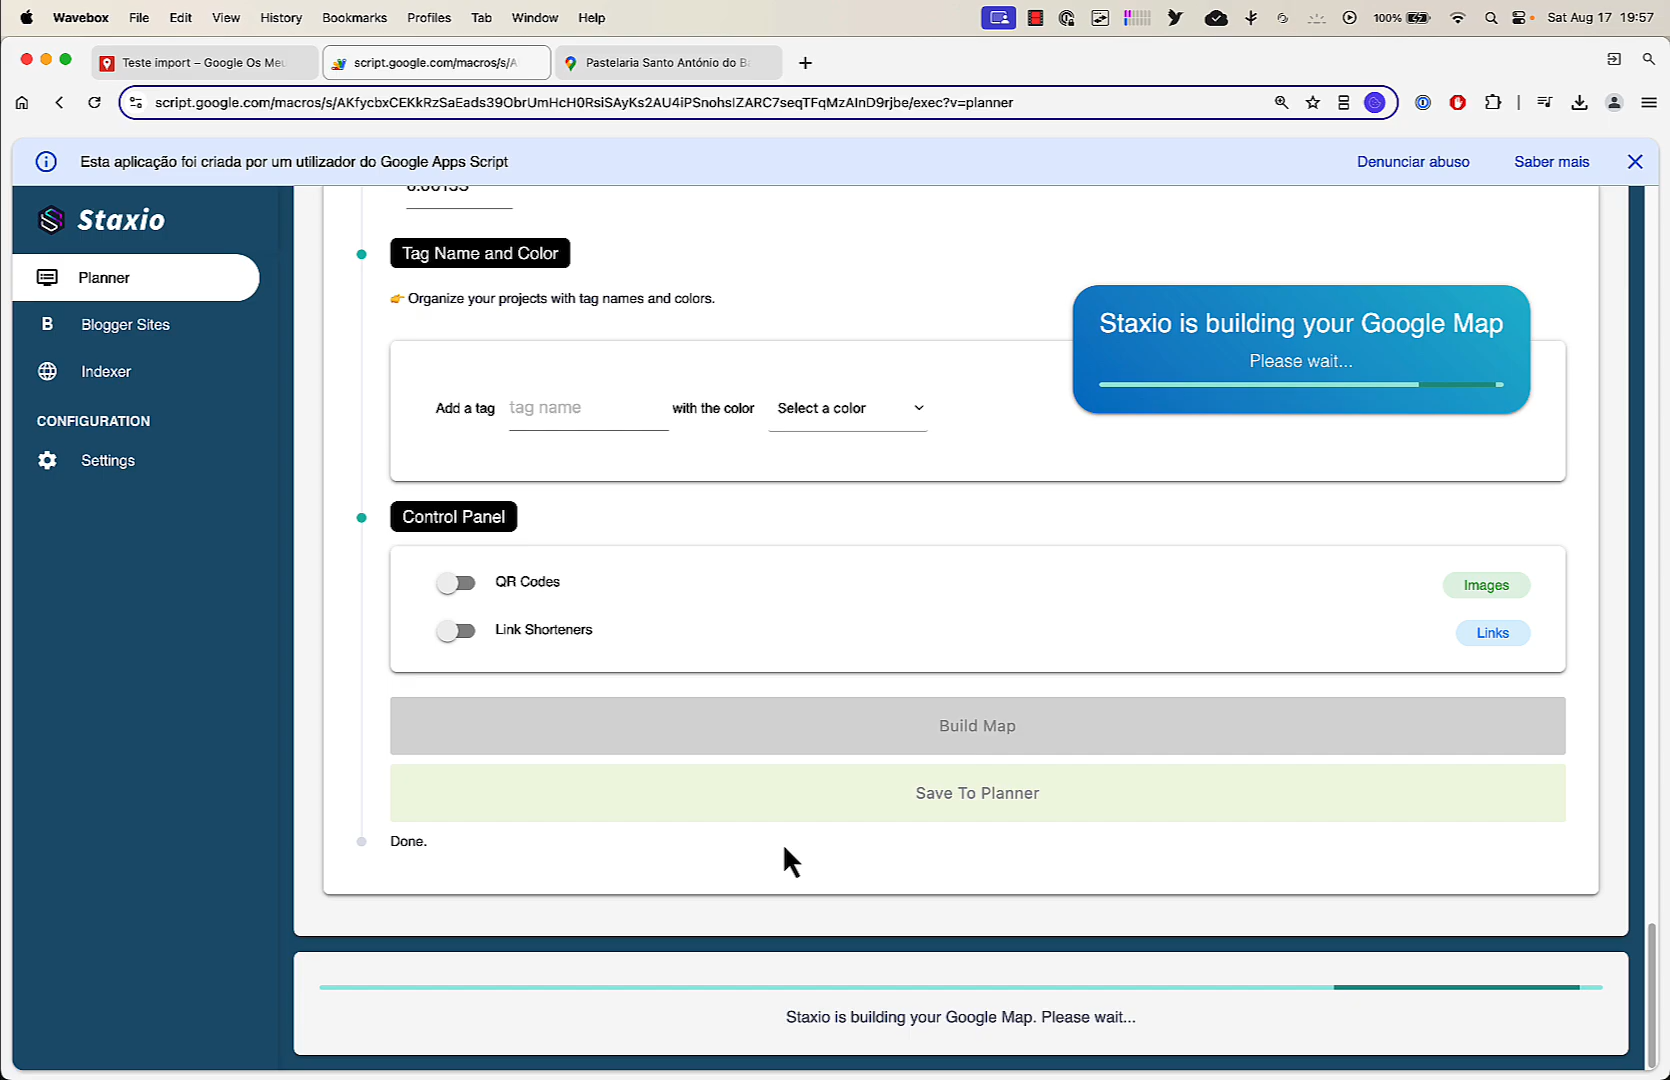 Wavebox File Edit View History Bookmarks Profiles Tab Window Help 100% Sat Aug 17 19:57
Teste import – Google Os Meu
script.google.com/macros/s/A
Pastelaria Santo António do Ba
script.google.com/macros/s/AKfycbxCEKkRzSaEads39ObrUmHcH0RsiSAyKs2AU4iPSnohsIZARC7seqTFqMzAInD9rjbe/exec?v=planner
Esta aplicação foi criada por um utilizador do Google Apps Script
Denunciar abuso
Saber mais
Staxio
Planner
B Blogger Sites
Indexer
CONFIGURATION
Settings
0.00135
Tag Name and Color
Organize your projects with tag names and colors.
Staxio is building your Google Map
Please wait...
Add a tag tag name with the color Select a color
Control Panel
QR Codes
Images
Link Shorteners
Links
Build Map
Save To Planner
Done.
Staxio is building your Google Map. Please wait...